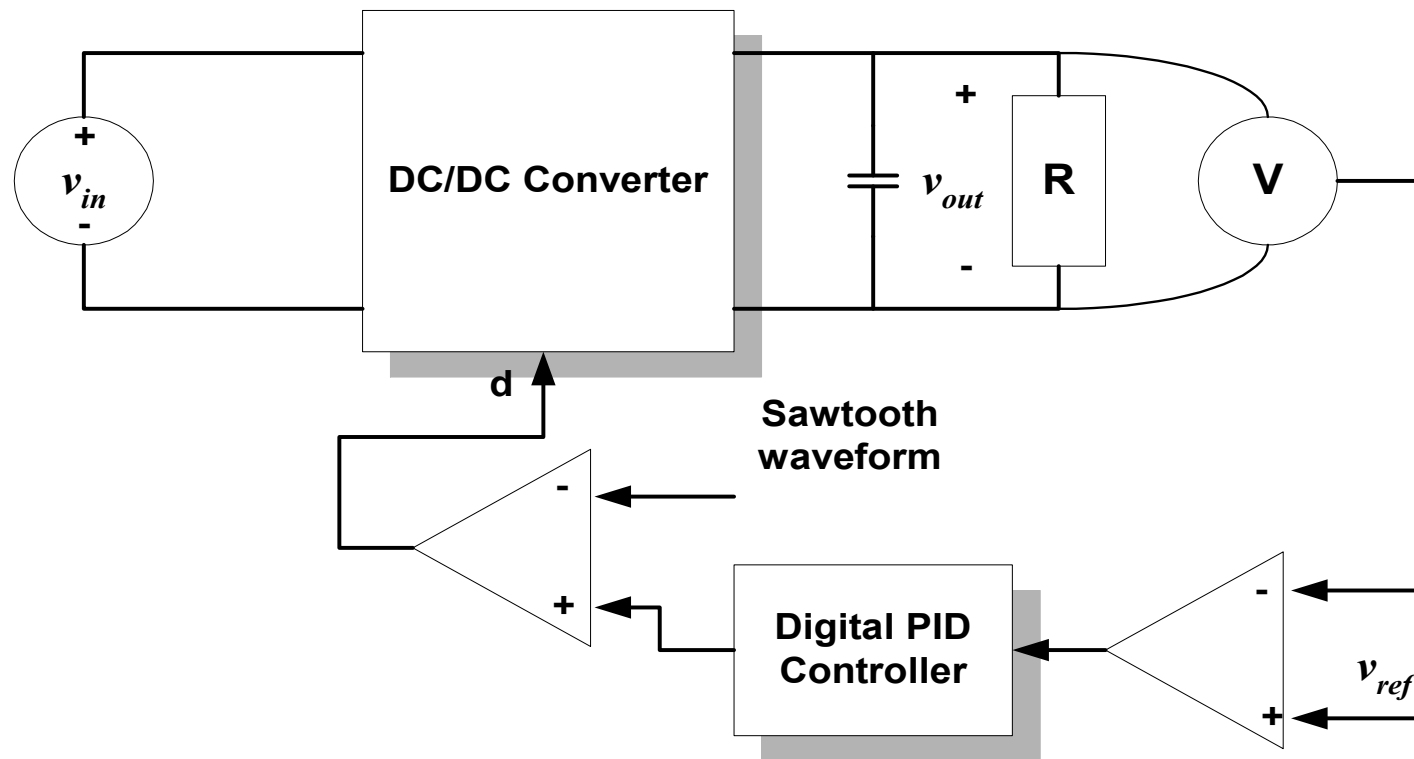 +
v_in
-
DC/DC Converter
+
v_out
-
R
V
d
Sawtooth
waveform
-
+
Digital PID
Controller
-
v_ref
+